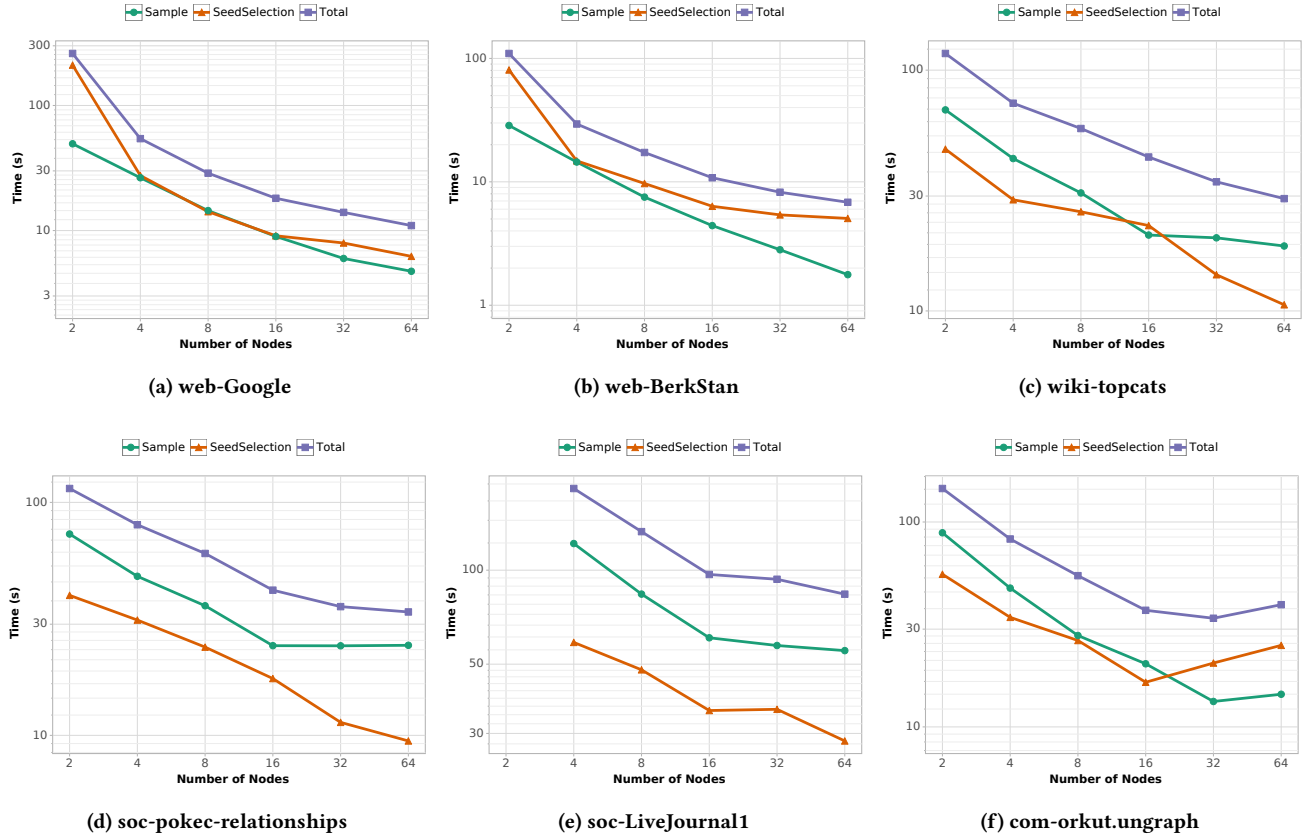 Sample SeedSelection Total
300
100
30
10
3
Time (s)
2 4 8 16 32 64
Number of Nodes
(a) web-Google
Sample SeedSelection Total
100
10
1
Time (s)
2 4 8 16 32 64
Number of Nodes
(b) web-BerkStan
Sample SeedSelection Total
100
30
10
Time (s)
2 4 8 16 32 64
Number of Nodes
(c) wiki-topcats
Sample SeedSelection Total
100
30
10
Time (s)
2 4 8 16 32 64
Number of Nodes
(d) soc-pokec-relationships
Sample SeedSelection Total
100
50
30
Time (s)
2 4 8 16 32 64
Number of Nodes
(e) soc-LiveJournal1
Sample SeedSelection Total
100
30
10
Time (s)
2 4 8 16 32 64
Number of Nodes
(f) com-orkut.ungraph